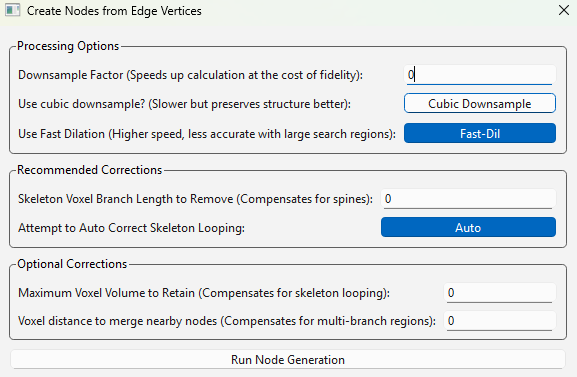 Create Nodes from Edge Vertices
Processing Options
Downsample Factor (Speeds up calculation at the cost of fidelity): 0
Use cubic downsample? (Slower but preserves structure better): Cubic Downsample
Use Fast Dilation (Higher speed, less accurate with large search regions): Fast-Dil
Recommended Corrections
Skeleton Voxel Branch Length to Remove (Compensates for spines): 0
Attempt to Auto Correct Skeleton Looping: Auto
Optional Corrections
Maximum Voxel Volume to Retain (Compensates for skeleton looping): 0
Voxel distance to merge nearby nodes (Compensates for multi-branch regions): 0
Run Node Generation